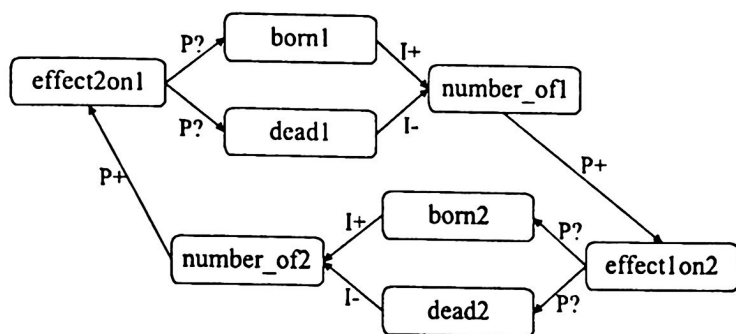 born1
P?
I+
effect2on1
number_of1
P?
I-
dead1
P+
P+
born2
I+
P?
number_of2
effect1on2
I-
P?
dead2